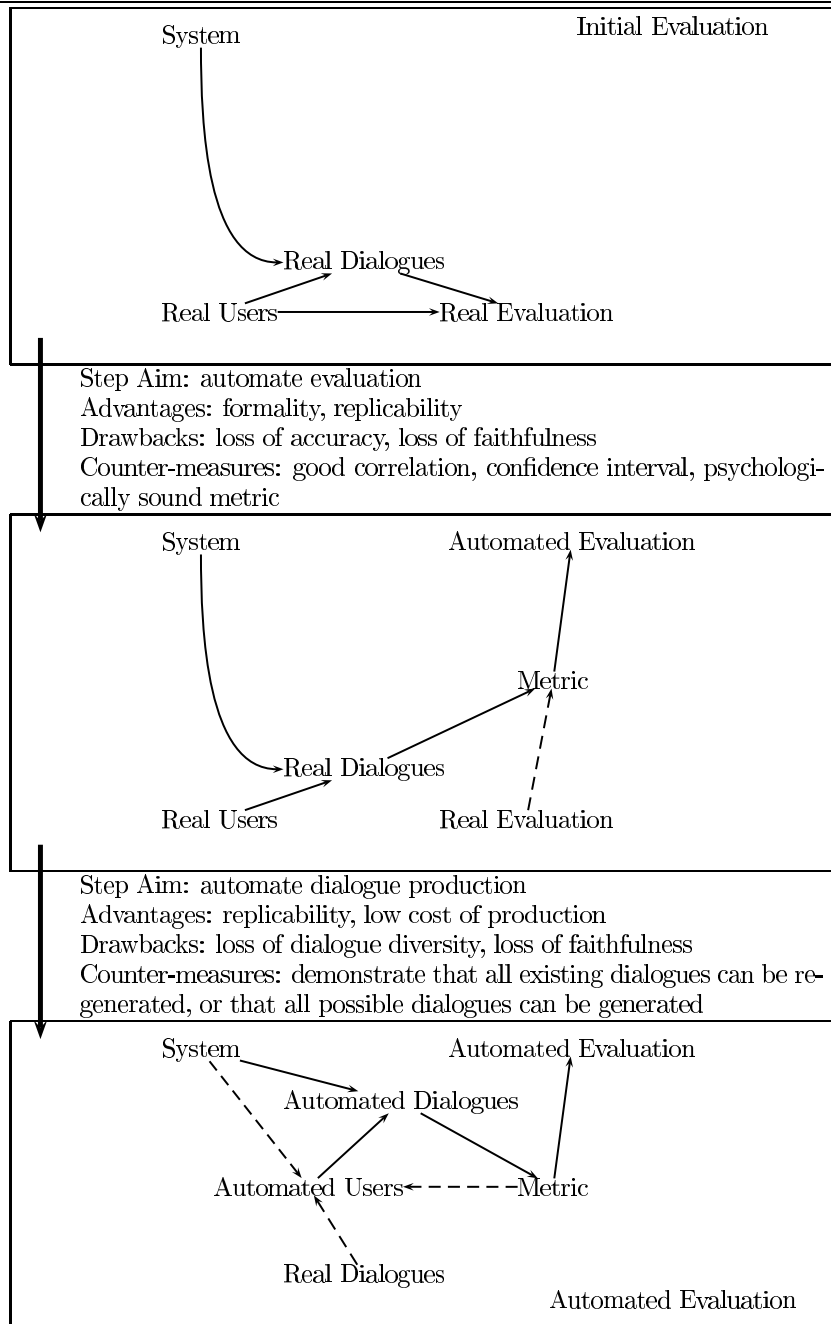 System
Initial Evaluation
Real Dialogues
Real Users
Real Evaluation
Step Aim: automate evaluation
Advantages: formality, replicability
Drawbacks: loss of accuracy, loss of faithfulness
Counter-measures: good correlation, confidence interval, psychologi-
cally sound metric
System
Automated Evaluation
Metric
Real Dialogues
Real Users
Real Evaluation
Step Aim: automate dialogue production
Advantages: replicability, low cost of production
Drawbacks: loss of dialogue diversity, loss of faithfulness
Counter-measures: demonstrate that all existing dialogues can be re-
generated, or that all possible dialogues can be generated
System
Automated Evaluation
Automated Dialogues
Automated Users
Metric
Real Dialogues
Automated Evaluation